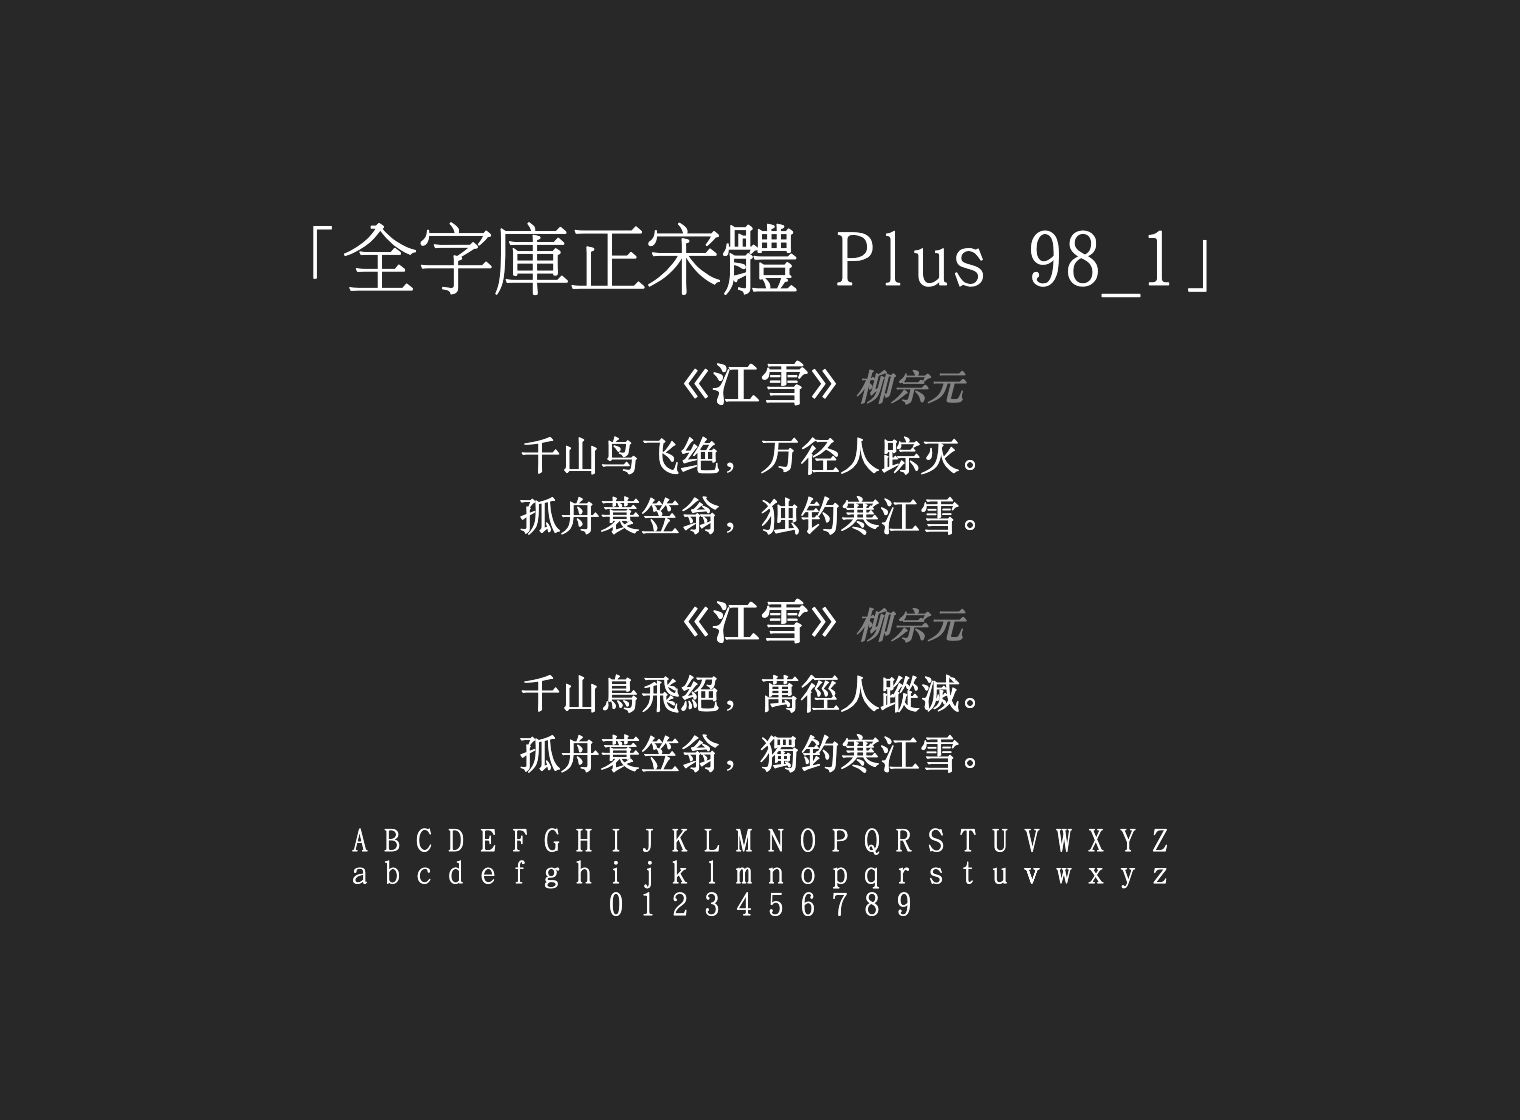 「全字庫正宋體 Plus 98_1」
《江雪》 柳宗元
千山鸟飞绝，万径人踪灭。
孤舟蓑笠翁，独钓寒江雪。
《江雪》 柳宗元
千山鳥飛絕，萬徑人蹤滅。
孤舟蓑笠翁，獨釣寒江雪。
A B C D E F G H I J K L M N O P Q R S T U V W X Y Z
a b c d e f g h i j k l m n o p q r s t u v w x y z
0 1 2 3 4 5 6 7 8 9